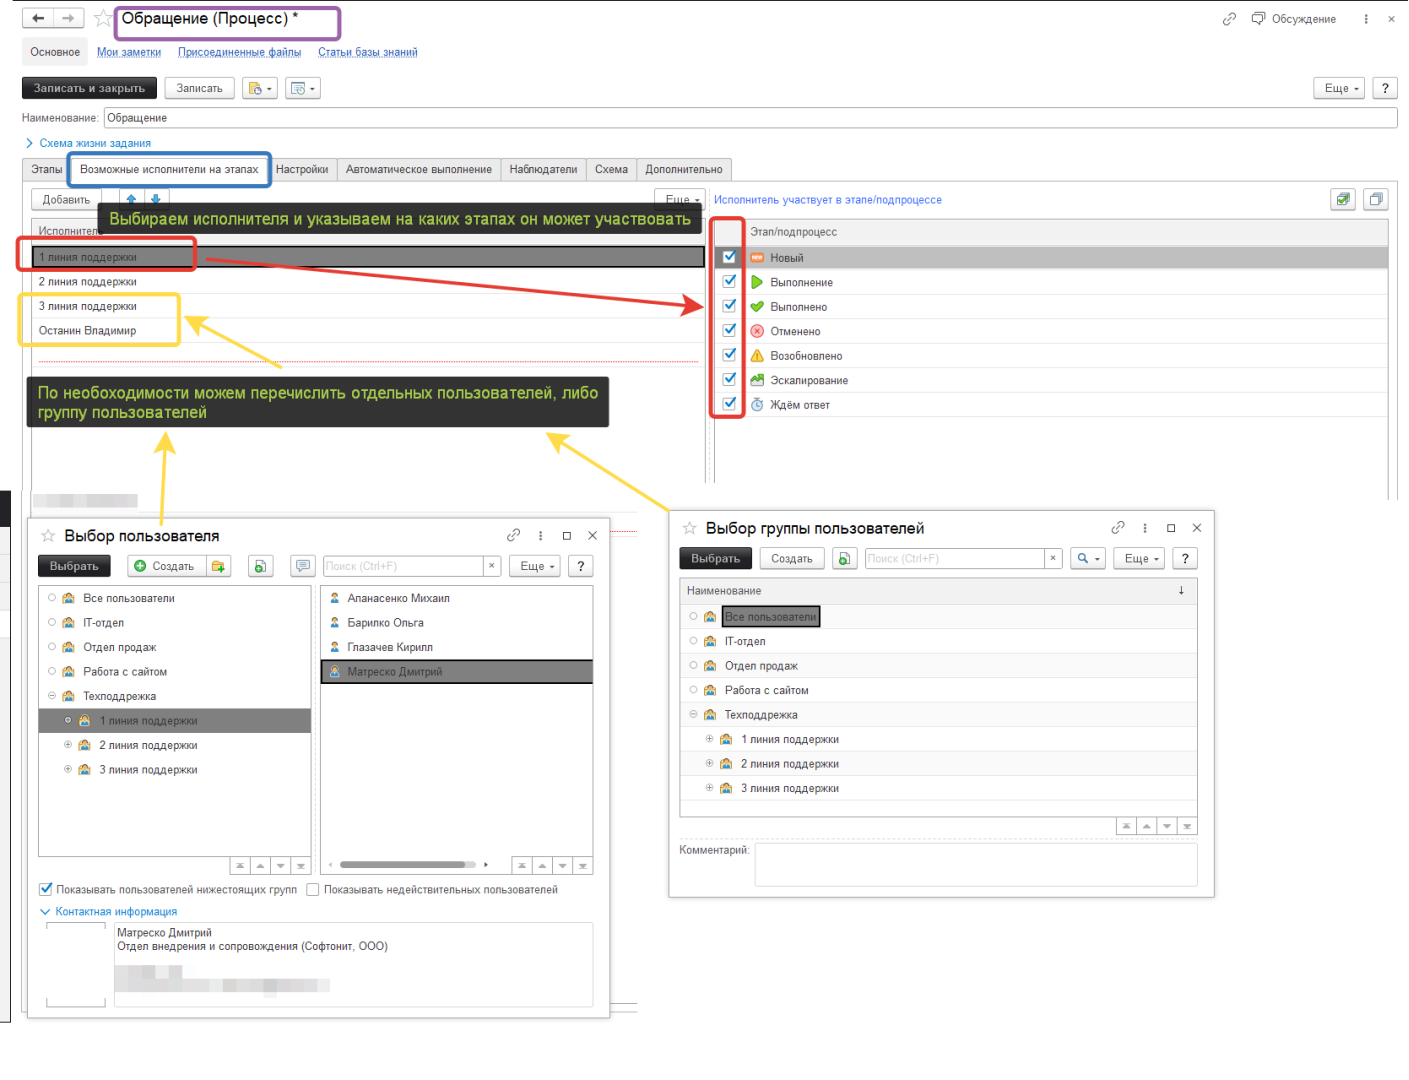 Обращение (Процесс) *
Обсуждение
Основное Мои заметки Присоединенные файлы Статьи базы знаний
Записать и закрыть Записать Еще ?
Наименование: Обращение
Схема жизни задания
Этапы Возможные исполнители на этапах Настройки Автоматическое выполнение Наблюдатели Схема Дополнительно
Добавить Еще Исполнитель участвует в этапе/подпроцессе
Выбираем исполнителя и указываем на каких этапах он может участвовать
Исполнитель
Этап/подпроцесс
1 линия поддержки
Новый
2 линия поддержки
Выполнение
3 линия поддержки
Выполнено
Останин Владимир
Отменено
Возобновлено
Эскалирование
Ждём ответ
По необоходимости можем перечислить отдельных пользователей, либо
группу пользователей
Выбор пользователя
Выбрать Создать Поиск (Ctrl+F) × Еще ?
Все пользователи
IT-отдел
Отдел продаж
Работа с сайтом
Техподдрежка
1 линия поддержки
2 линия поддержки
3 линия поддержки
Апанасенко Михаил
Барилко Ольга
Глазачев Кирилл
Матреско Дмитрий
Показывать пользователей нижестоящих групп Показывать недействительных пользователей
Контактная информация
Матреско Дмитрий
Отдел внедрения и сопровождения (Софтонит, ООО)
Выбор группы пользователей
Выбрать Создать Поиск (Ctrl+F) × Еще ?
Наименование ↓
Все пользователи
IT-отдел
Отдел продаж
Работа с сайтом
Техподдрежка
1 линия поддержки
2 линия поддержки
3 линия поддержки
Комментарий: